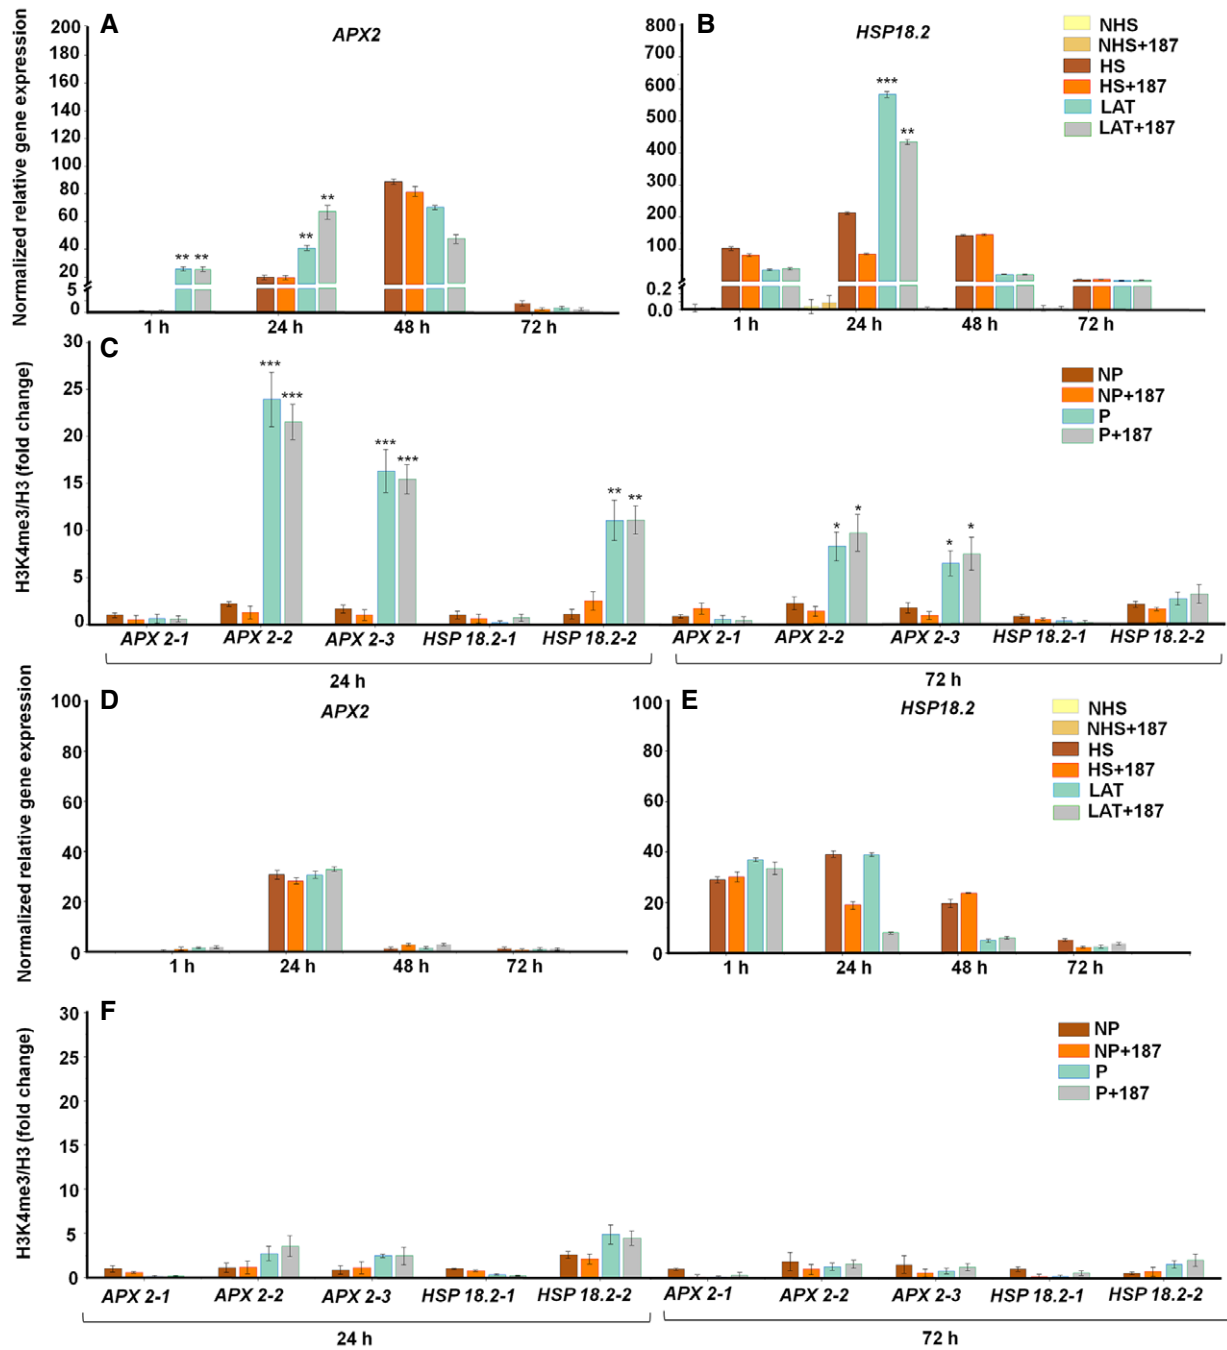 A
APX2
Normalized relative gene expression
200
180
160
140
120
100
80
60
40
20
5
0
** ** ** **
1 h 24 h 48 h 72 h
B
HSP18.2
800
700
600
500
400
300
200
100
0.2
0.0
*** **
1 h 24 h 48 h 72 h
NHS
NHS+187
HS
HS+187
LAT
LAT+187
C
H3K4me3/H3 (fold change)
30
25
20
15
10
5
0
*** *** *** *** ** ** * * * *
NP
NP+187
P
P+187
APX 2-1 APX 2-2 APX 2-3 HSP 18.2-1 HSP 18.2-2 APX 2-1 APX 2-2 APX 2-3 HSP 18.2-1 HSP 18.2-2
24 h 72 h
D
APX2
Normalized relative gene expression
100
80
60
40
20
0
1 h 24 h 48 h 72 h
E
HSP18.2
100
80
60
40
20
0
1 h 24 h 48 h 72 h
NHS
NHS+187
HS
HS+187
LAT
LAT+187
F
H3K4me3/H3 (fold change)
30
25
20
15
10
5
0
NP
NP+187
P
P+187
APX 2-1 APX 2-2 APX 2-3 HSP 18.2-1 HSP 18.2-2 APX 2-1 APX 2-2 APX 2-3 HSP 18.2-1 HSP 18.2-2
24 h 72 h